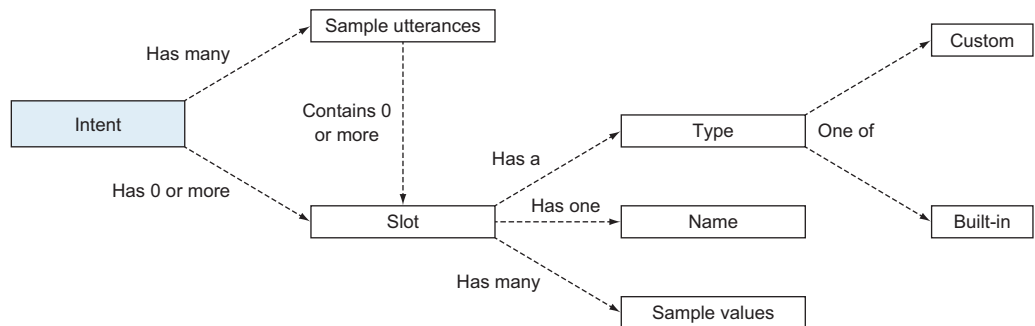 Sample utterances
Custom
Has many
Contains 0
or more
Intent
Type
One of
Has a
Has 0 or more
Has one
Slot
Name
Built-in
Has many
Sample values